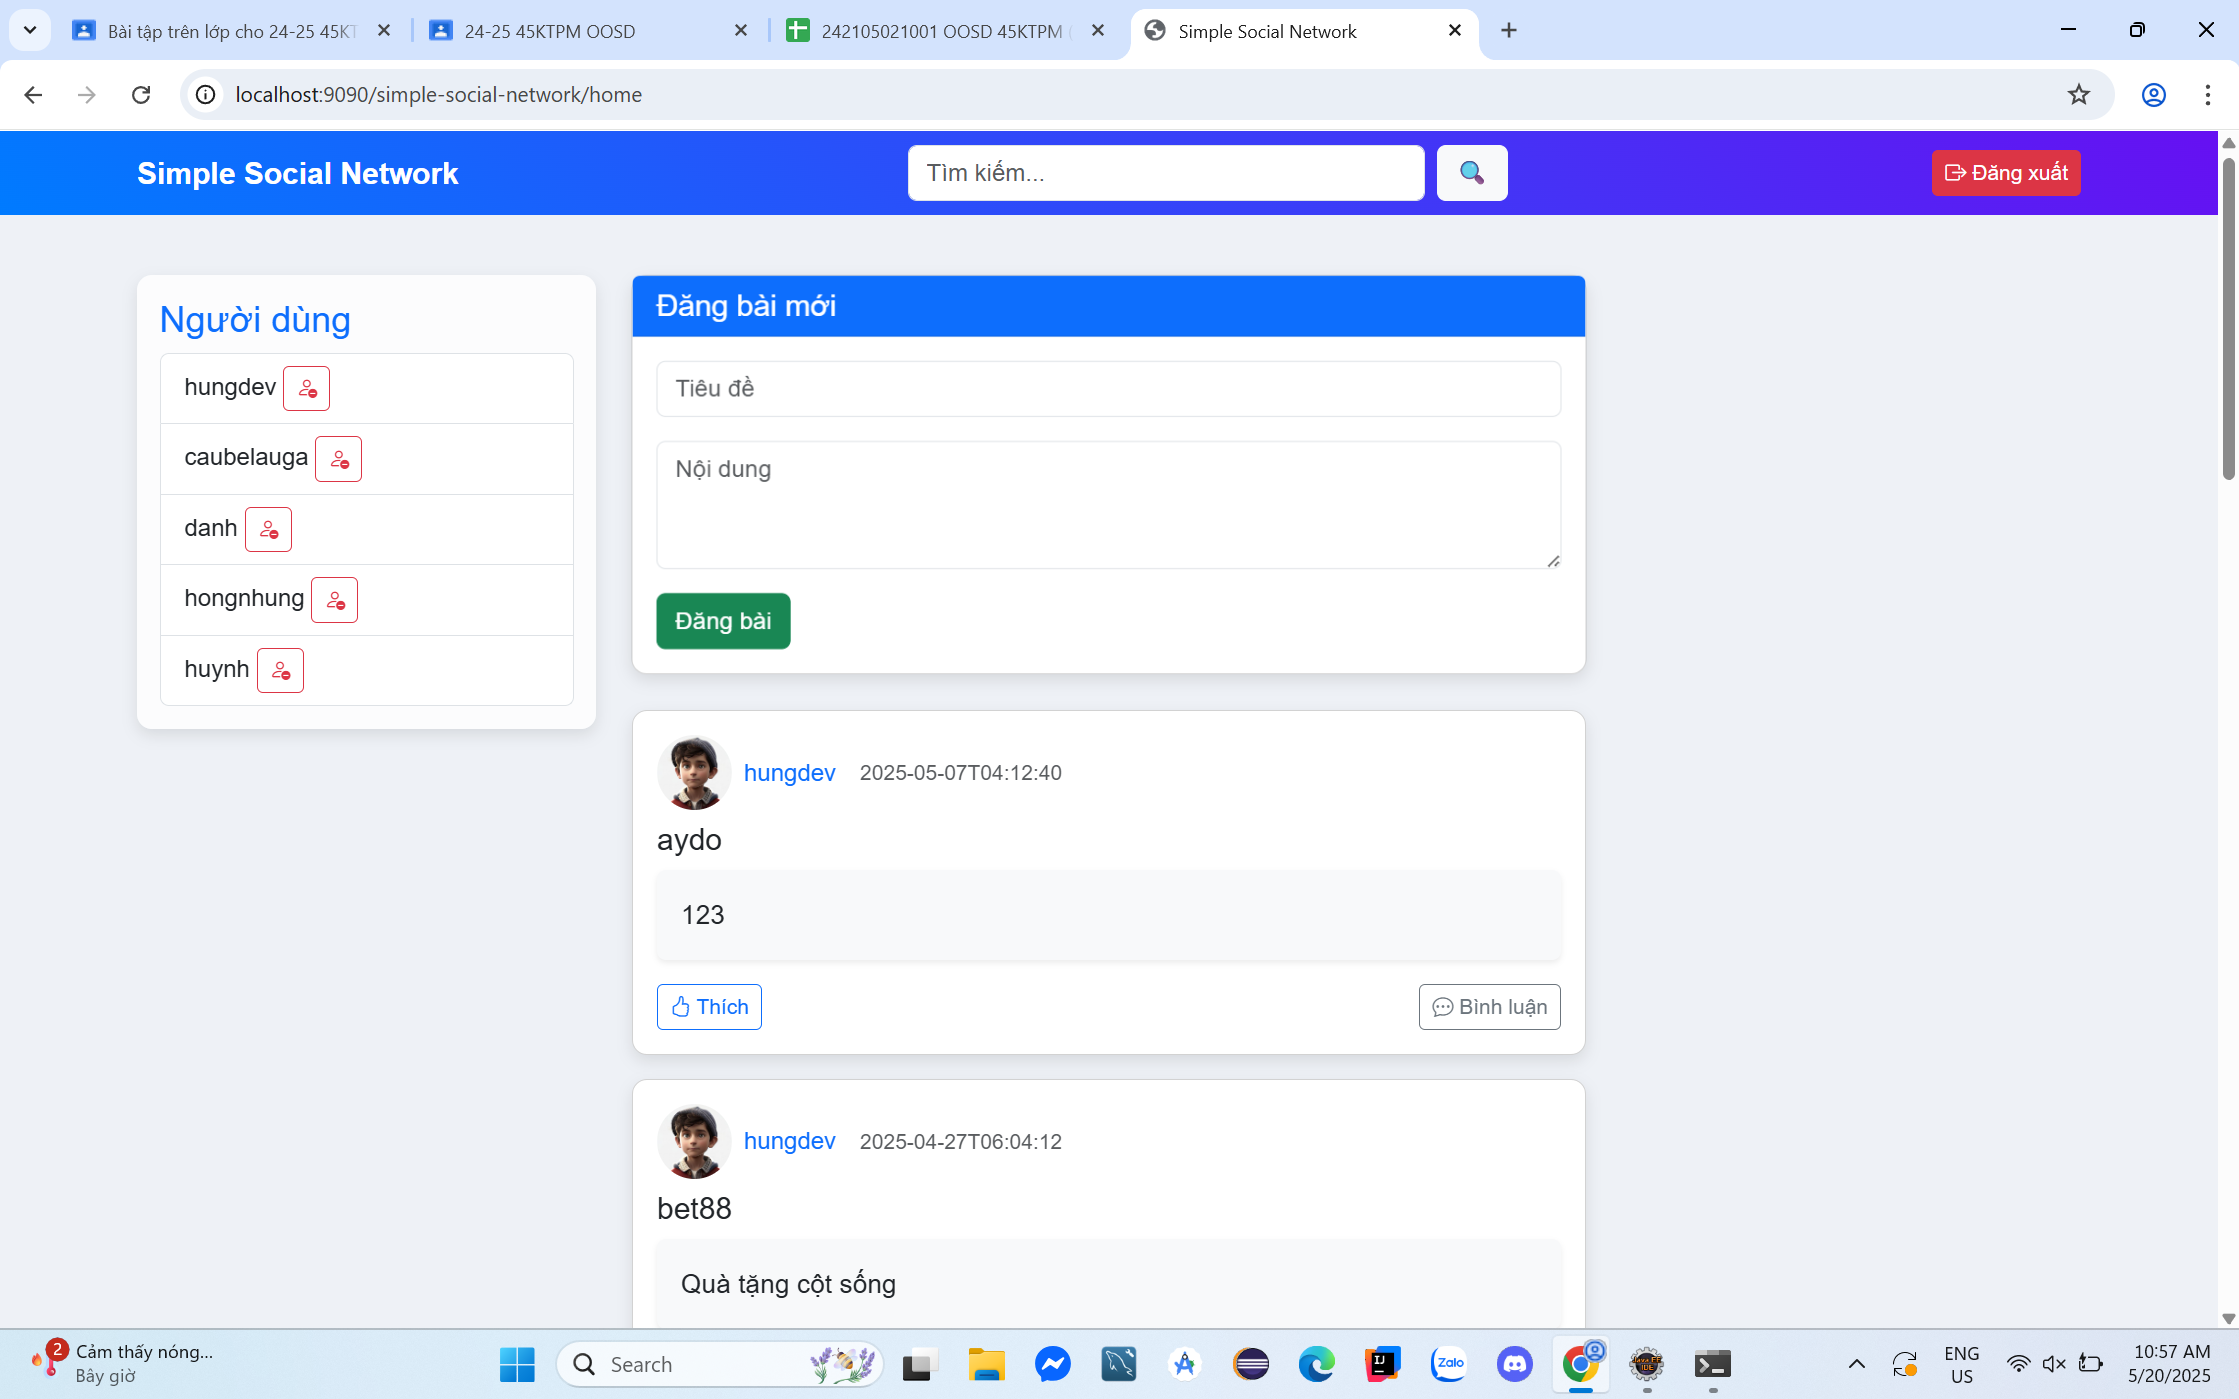 Bài tập trên lớp cho 24-25 45KT
24-25 45KTPM OOSD
242105021001 OOSD 45KTPM
Simple Social Network
localhost:9090/simple-social-network/home
Simple Social Network
Tìm kiếm...
Đăng xuất
Người dùng
hungdev
caubelauga
danh
hongnhung
huynh
Đăng bài mới
Tiêu đề
Nội dung
Đăng bài
hungdev 2025-05-07T04:12:40
aydo
123
Thích
Bình luận
hungdev 2025-04-27T06:04:12
bet88
Quà tặng cột sống
2
Cảm thấy nóng...
Bây giờ
Search
IJ
Zalo
ENG
US
10:57 AM
5/20/2025